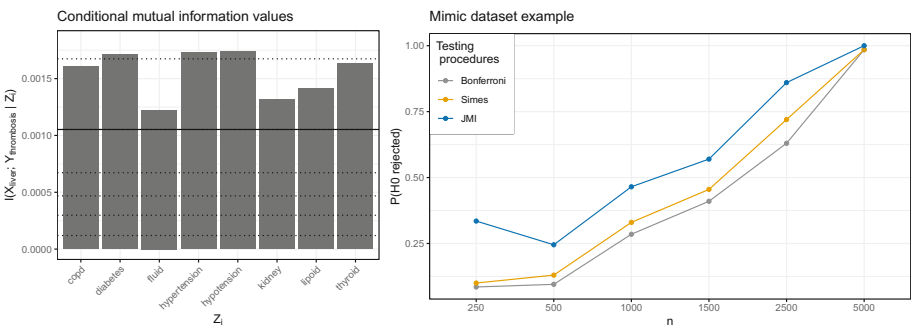 Conditional mutual information values
I(X_liver; Y_thrombosis | Z_i)
0.0015
0.0010
0.0005
0.0000
copd
diabetes
fluid
hypertension
hypotension
kidney
lipoid
thyroid
Z_i
Mimic dataset example
P(H0 rejected)
1.00
0.75
0.50
0.25
Testing
procedures
Bonferroni
Simes
JMI
250
500
1000
1500
2500
5000
n